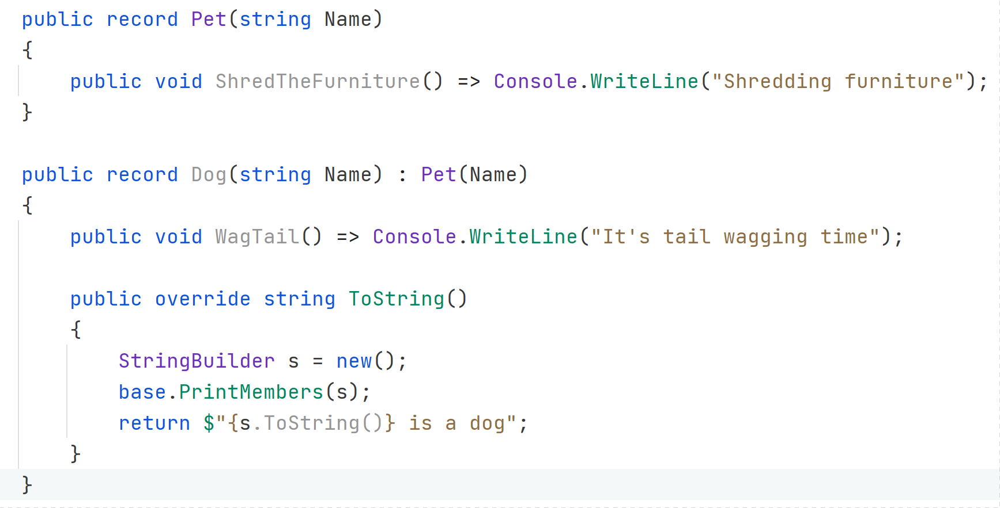 public record Pet(string Name)
{
    public void ShredTheFurniture() => Console.WriteLine("Shredding furniture");
}

public record Dog(string Name) : Pet(Name)
{
    public void WagTail() => Console.WriteLine("It's tail wagging time");

    public override string ToString()
    {
        StringBuilder s = new();
        base.PrintMembers(s);
        return $"{s.ToString()} is a dog";
    }
}